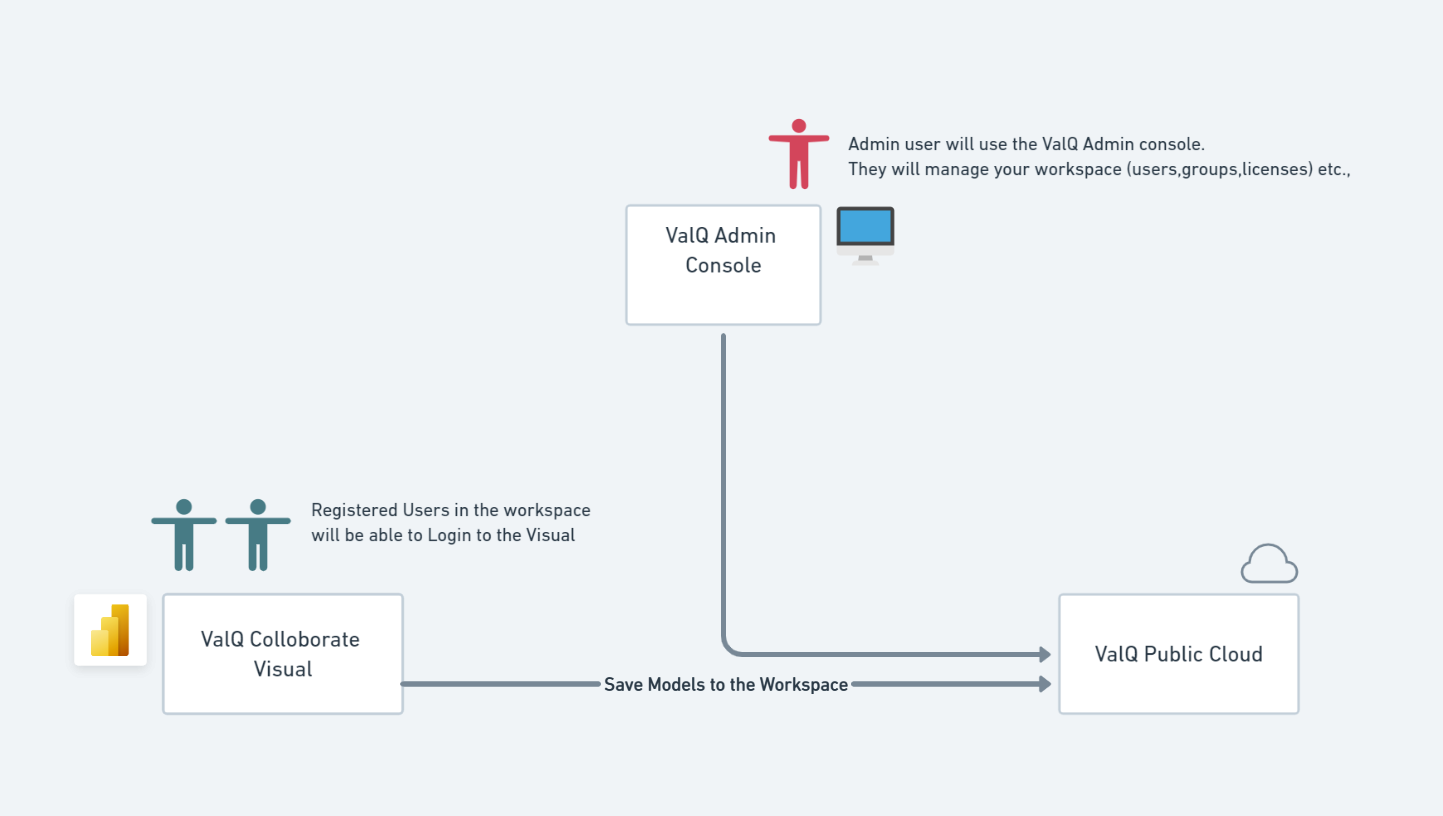 Admin user will use the ValQ Admin console.
They will manage your workspace (users,groups,licenses) etc.,
ValQ Admin
Console
Registered Users in the workspace
will be able to Login to the Visual
ValQ Colloborate
Visual
Save Models to the Workspace
ValQ Public Cloud